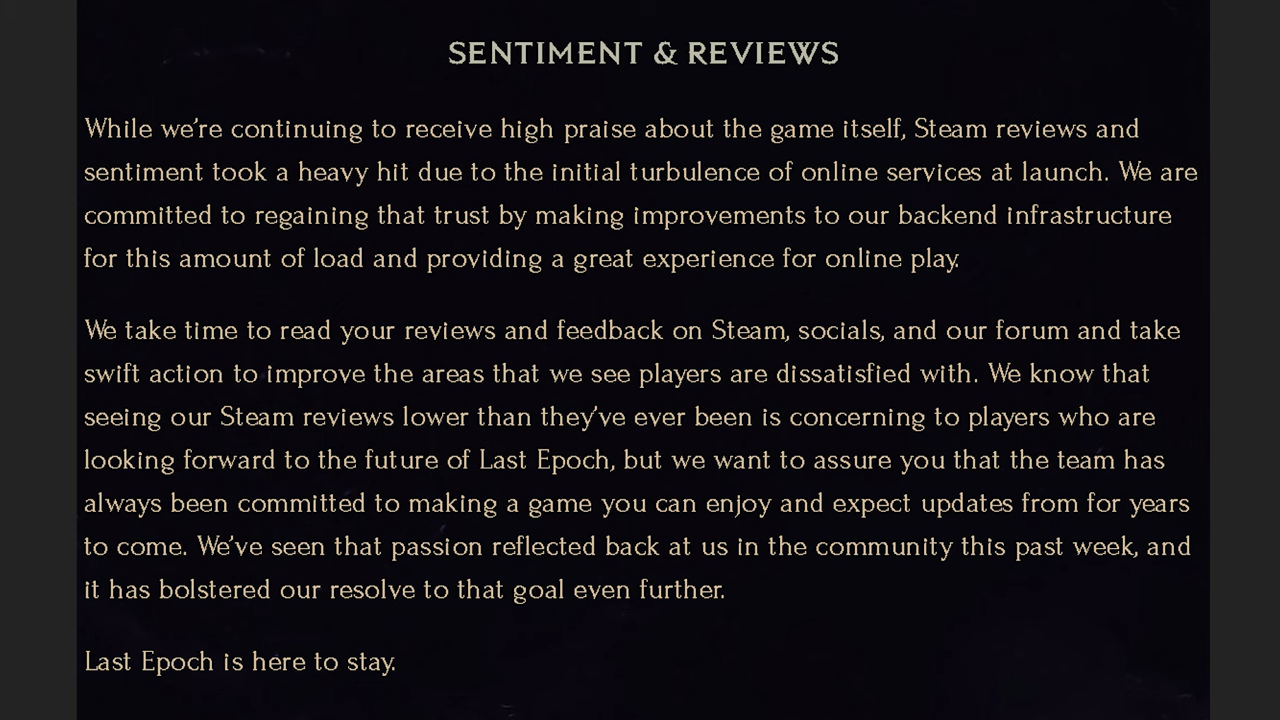 SENTIMENT & REVIEWS
While we're continuing to receive high praise about the game itself, Steam reviews and
sentiment took a heavy hit due to the initial turbulence of online services at launch. We are
committed to regaining that trust by making improvements to our backend infrastructure
for this amount of load and providing a great experience for online play.
We take time to read your reviews and feedback on Steam, socials, and our forum and take
swift action to improve the areas that we see players are dissatisfied with. We know that
seeing our Steam reviews lower than they've ever been is concerning to players who are
looking forward to the future of Last Epoch, but we want to assure you that the team has
always been committed to making a game you can enjoy and expect updates from for years
to come. We've seen that passion reflected back at us in the community this past week, and
it has bolstered our resolve to that goal even further.
Last Epoch is here to stay.